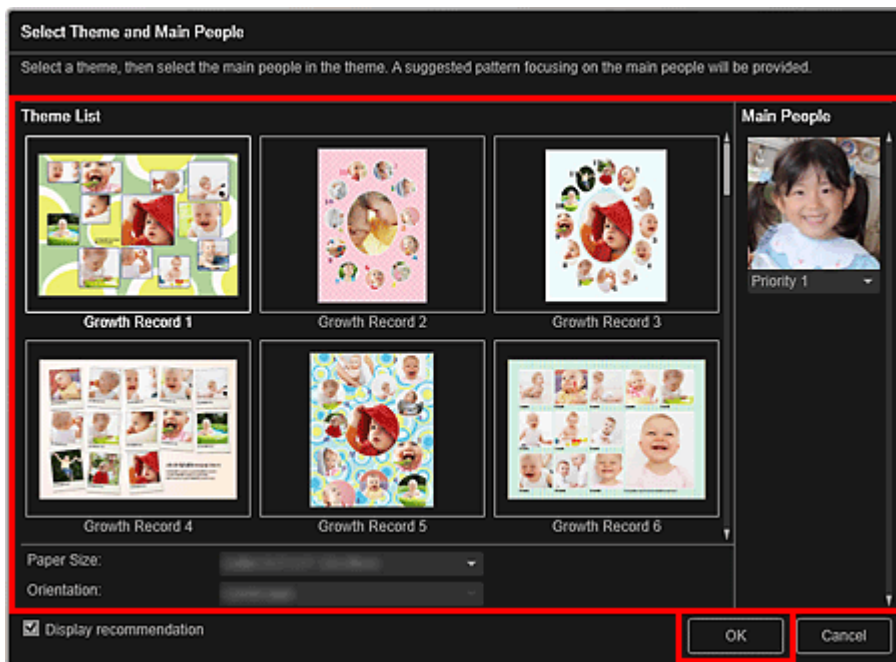 Select Theme and Main People
Select a theme, then select the main people in the theme. A suggested pattern focusing on the main people will be provided.
Theme List
Main People
Growth Record 1
Growth Record 2
Growth Record 3
Priority 1
Growth Record 4
Growth Record 5
Growth Record 6
Paper Size:
Orientation:
Display recommendation
OK
Cancel